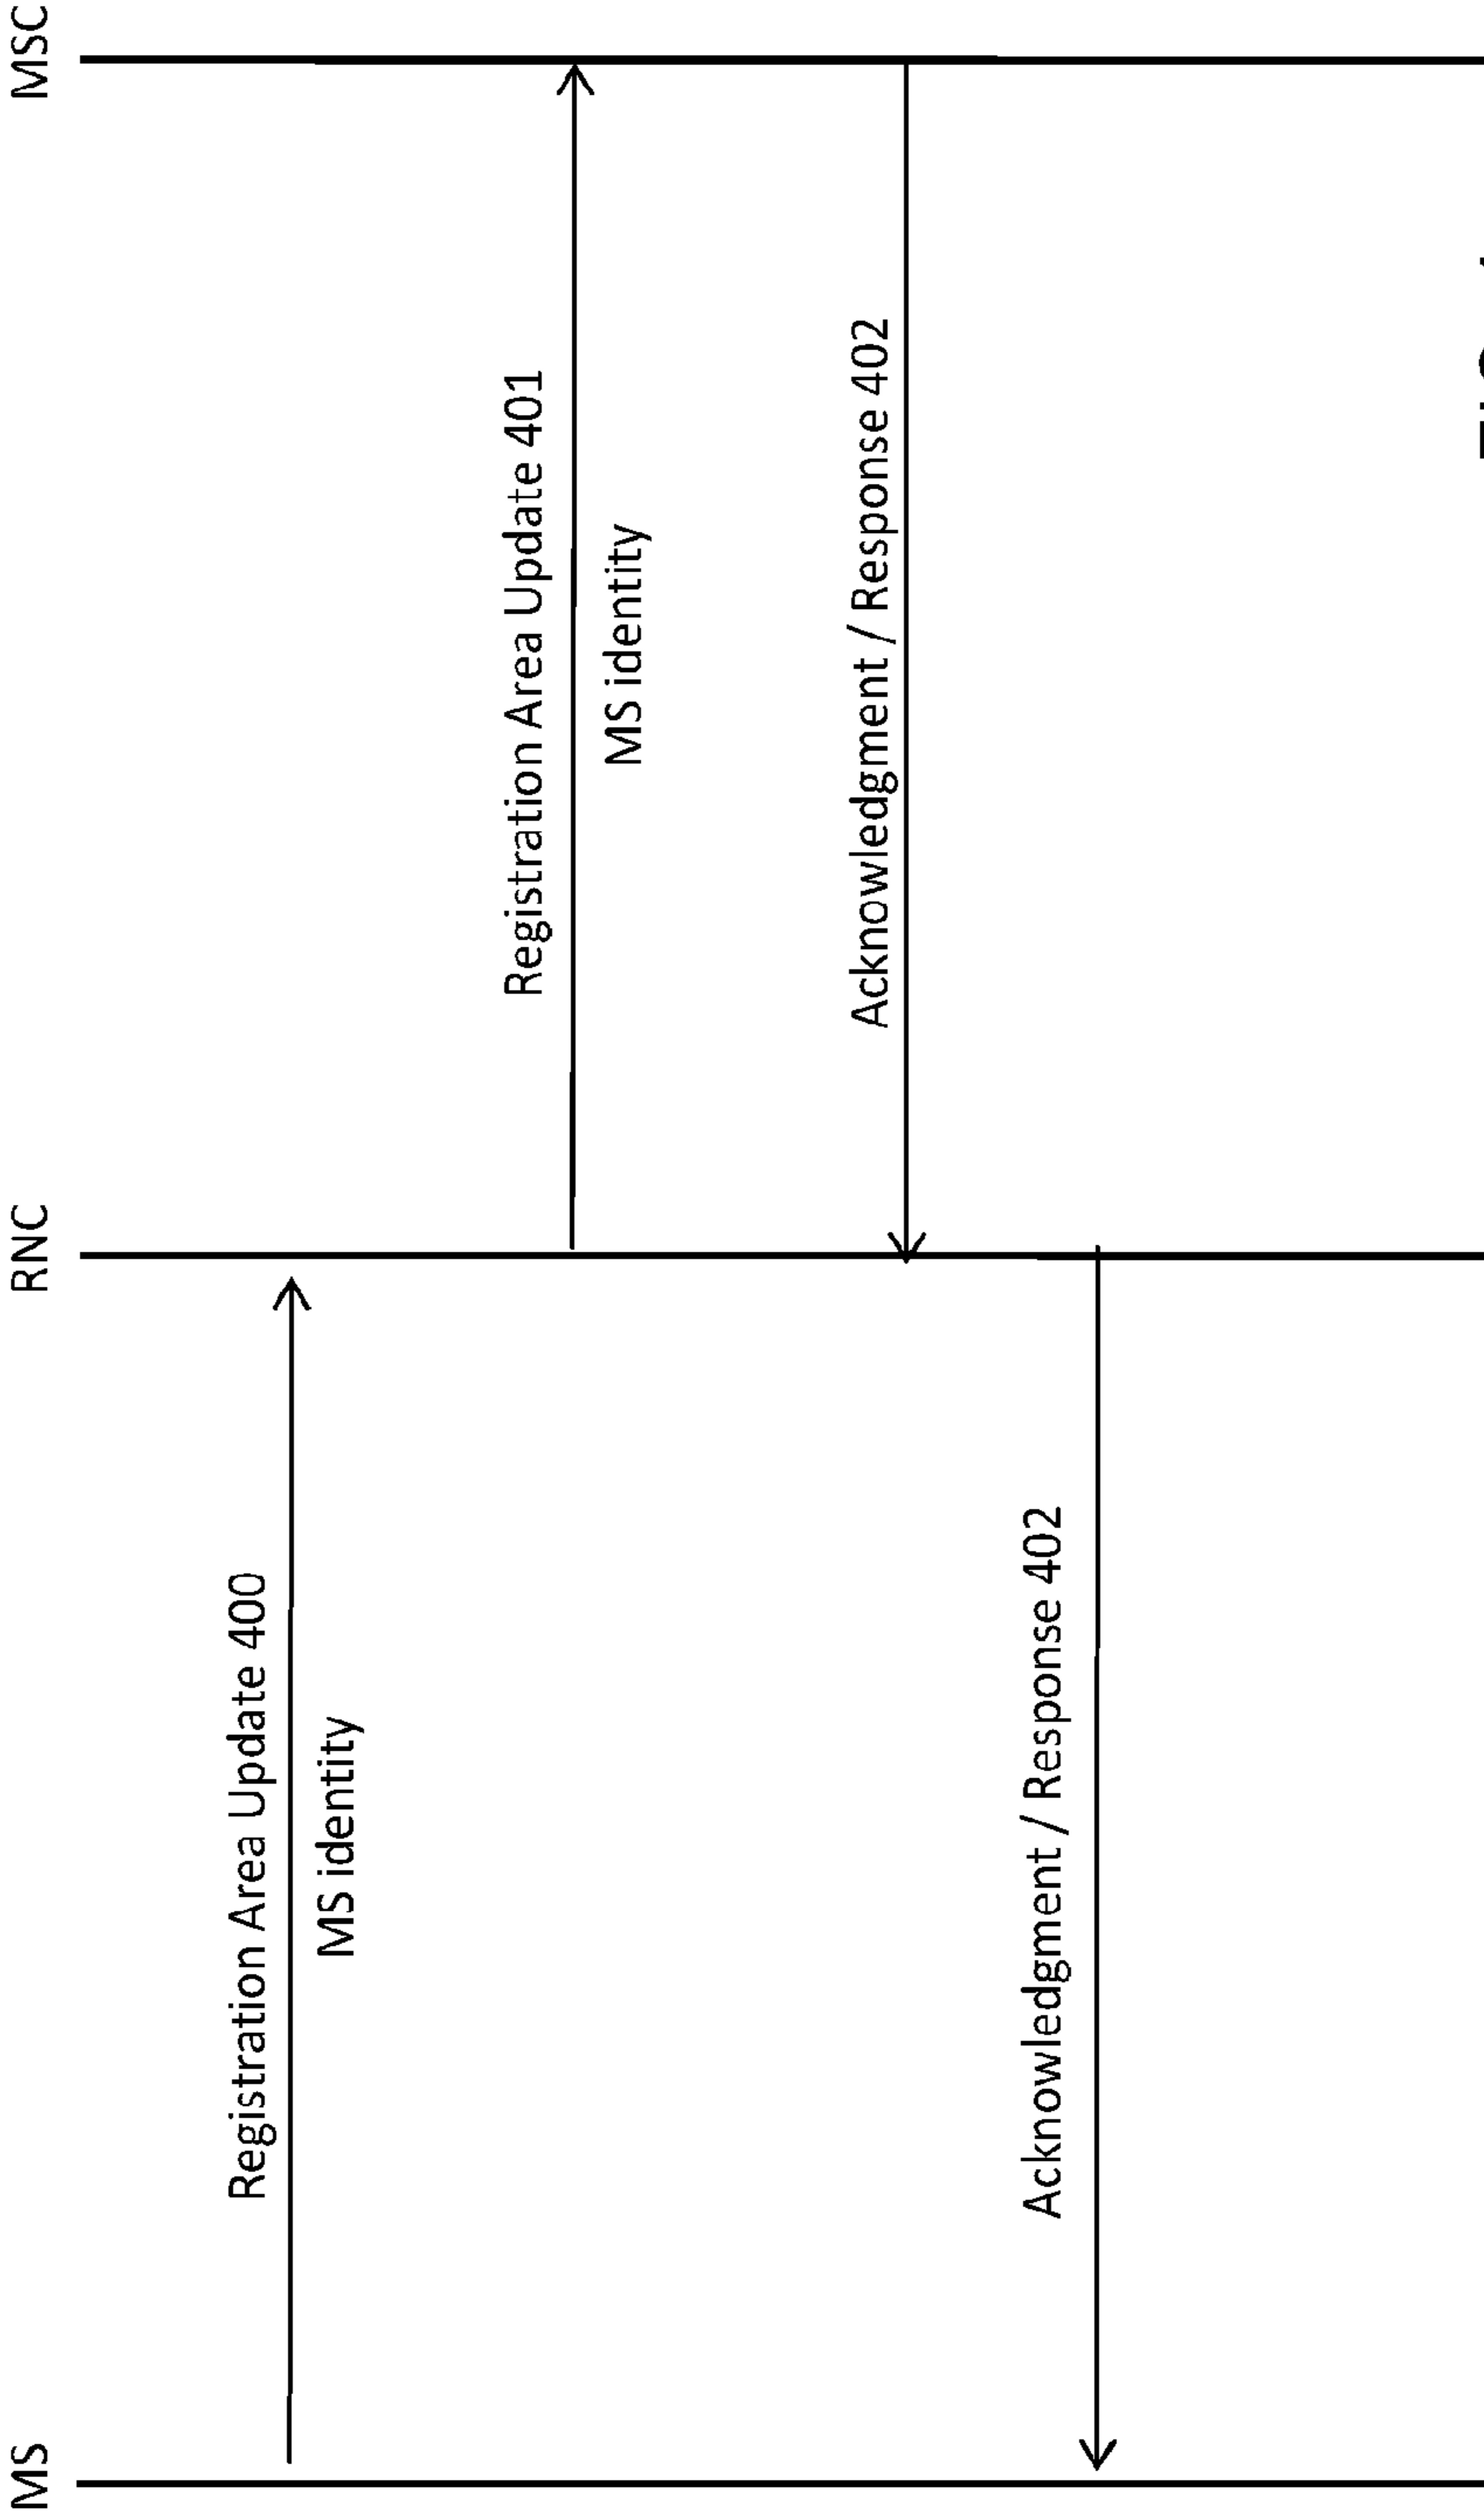 MS
RNC
MSC
Registration Area Update 400
MS identity
Registration Area Update 401
MS identity
Acknowledgment / Response 402
Acknowledgment / Response 402